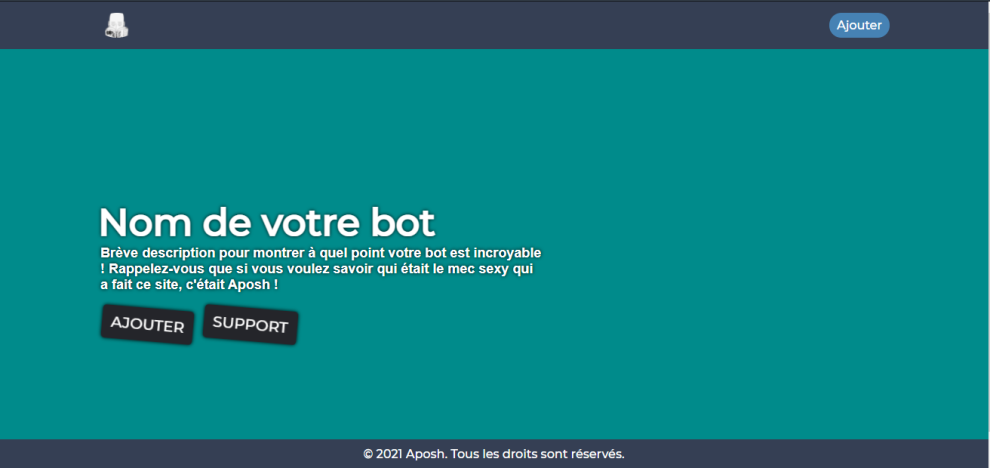 Ajouter
Nom de votre bot
Brève description pour montrer à quel point votre bot est incroyable
! Rappelez-vous que si vous voulez savoir qui était le mec sexy qui
a fait ce site, c'était Aposh !
AJOUTER SUPPORT
© 2021 Aposh. Tous les droits sont réservés.